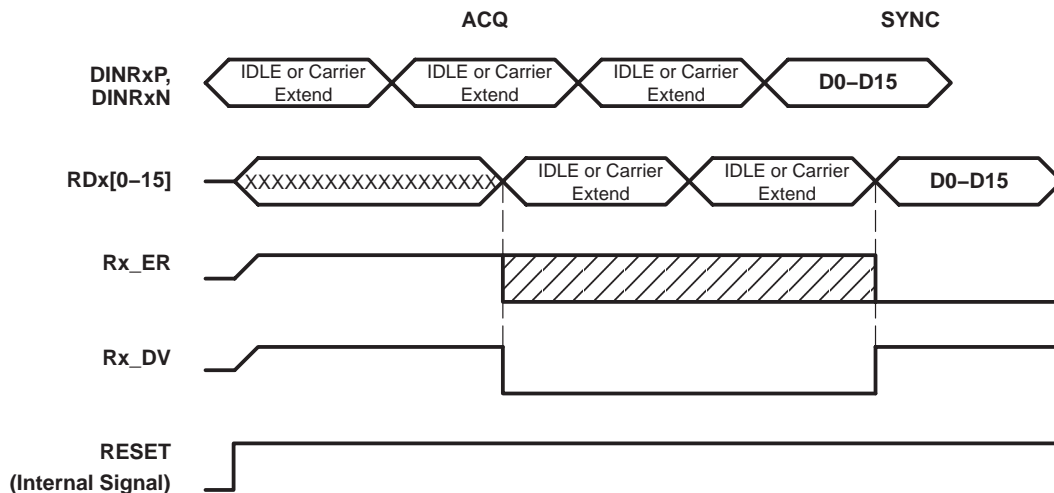 ACQ SYNC
DINRxP,
DINRxN
IDLE or Carrier
Extend
IDLE or Carrier
Extend
IDLE or Carrier
Extend
D0–D15
RDx[0–15]
XXXXXXXXXXXXXXXXXXX
IDLE or Carrier
Extend
IDLE or Carrier
Extend
D0–D15
Rx_ER
Rx_DV
RESET
(Internal Signal)